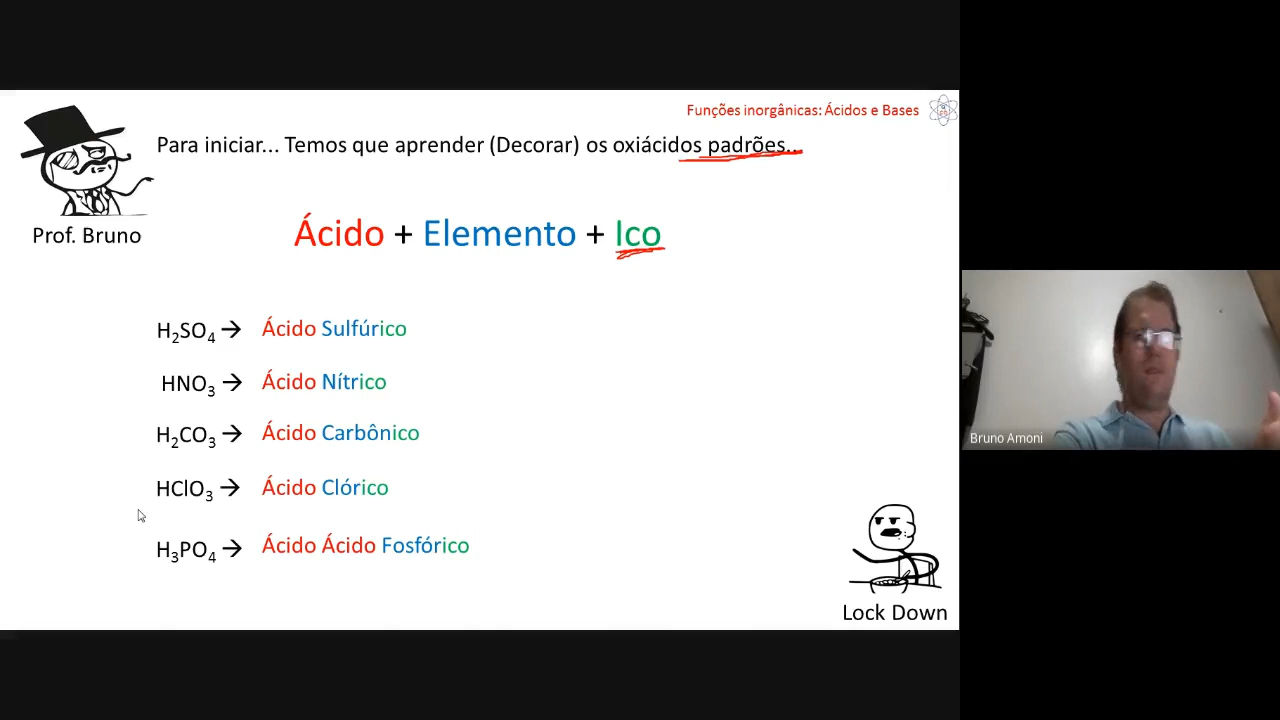 Funções inorgânicas: Ácidos e Bases
Para iniciar... Temos que aprender (Decorar) os oxiácidos padrões...
Prof. Bruno
Ácido + Elemento + Ico
H₂SO₄ → Ácido Sulfúrico
HNO₃ → Ácido Nítrico
H₂CO₃ → Ácido Carbônico
HClO₃ → Ácido Clórico
H₃PO₄ → Ácido Ácido Fosfórico
Lock Down
Bruno Amoni